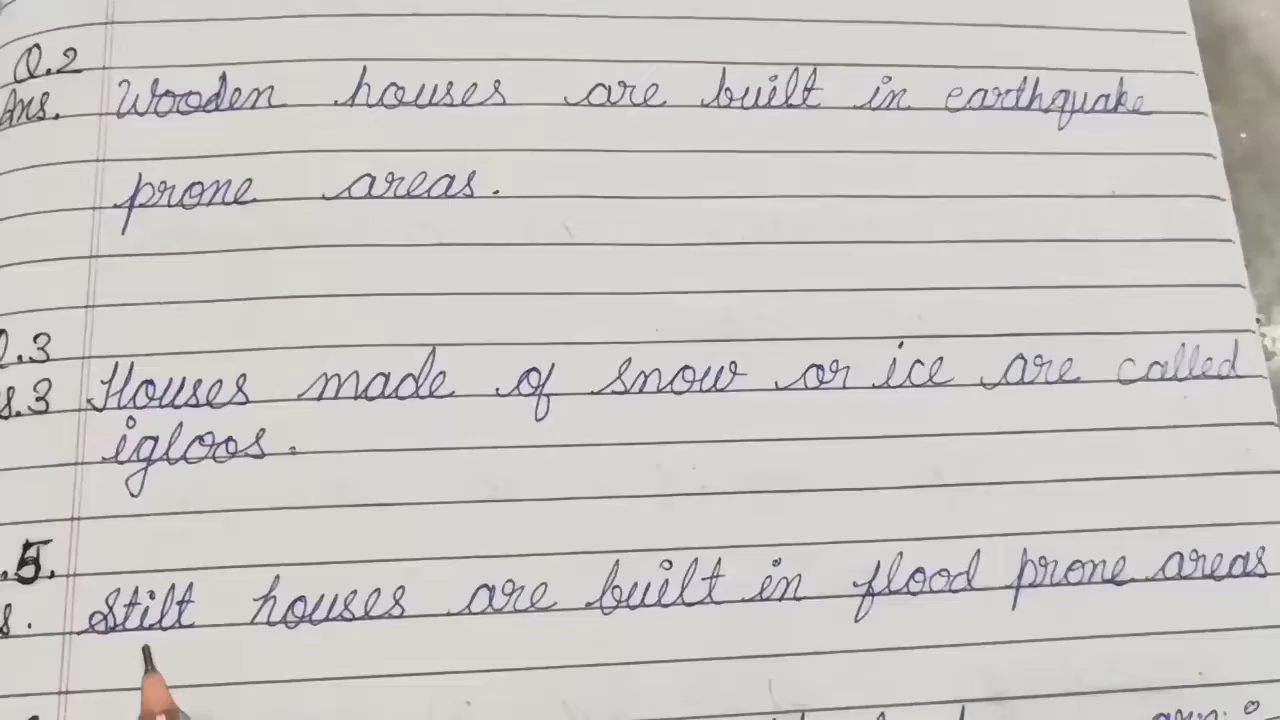 Q.2
Ans. Wooden houses are built in earthquake
prone areas.
.3
s.3 Houses made of snow or ice are called
igloos.
.5.
s. Stilt houses are built in flood prone areas